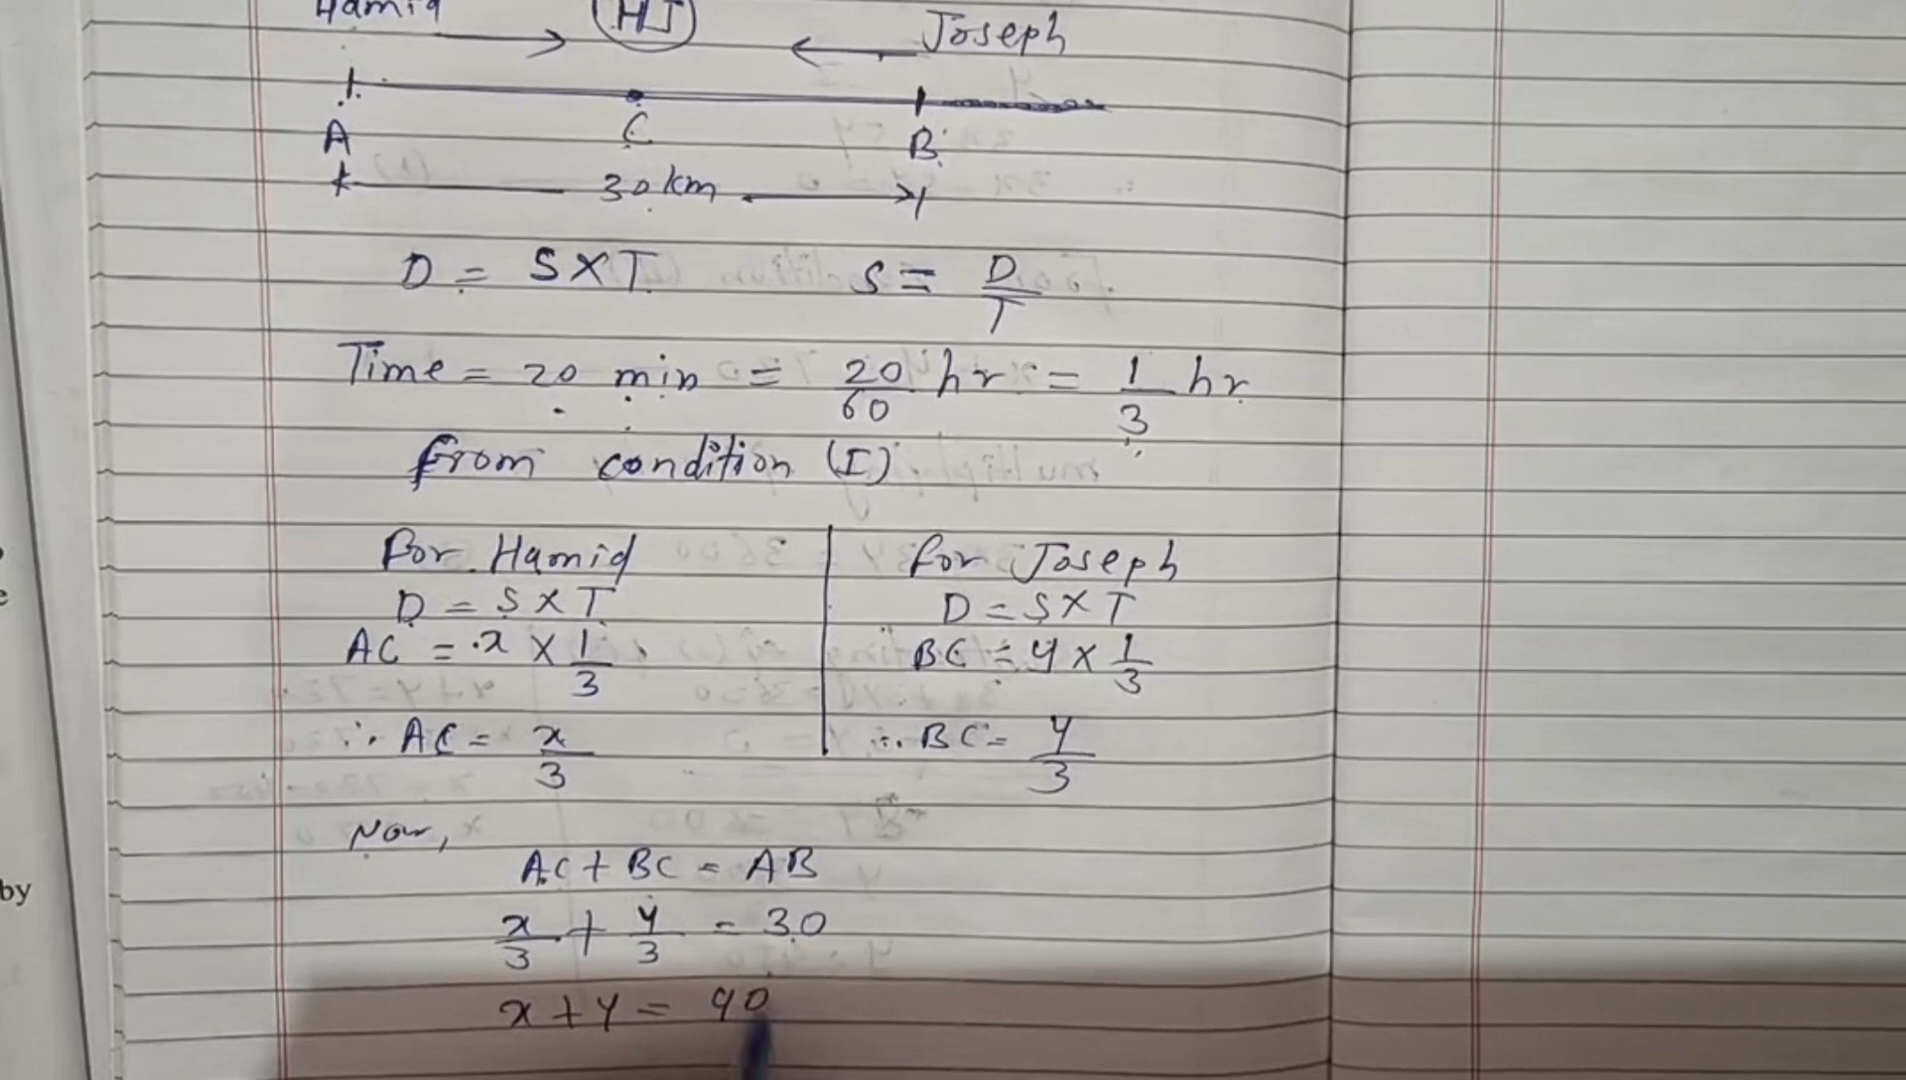 Hamid HJ Joseph
A C B
30 km
D = S X T S = D/T
Time = 20 min = 20/60 hr = 1/3 hr
from condition (I)
For Hamid
D = S X T
AC = x X 1/3
∴ AC = x/3
for Joseph
D = S X T
BC = y X 1/3
∴ BC = y/3
Now,
AC + BC = AB
x/3 + y/3 = 30
x + y = 90
by